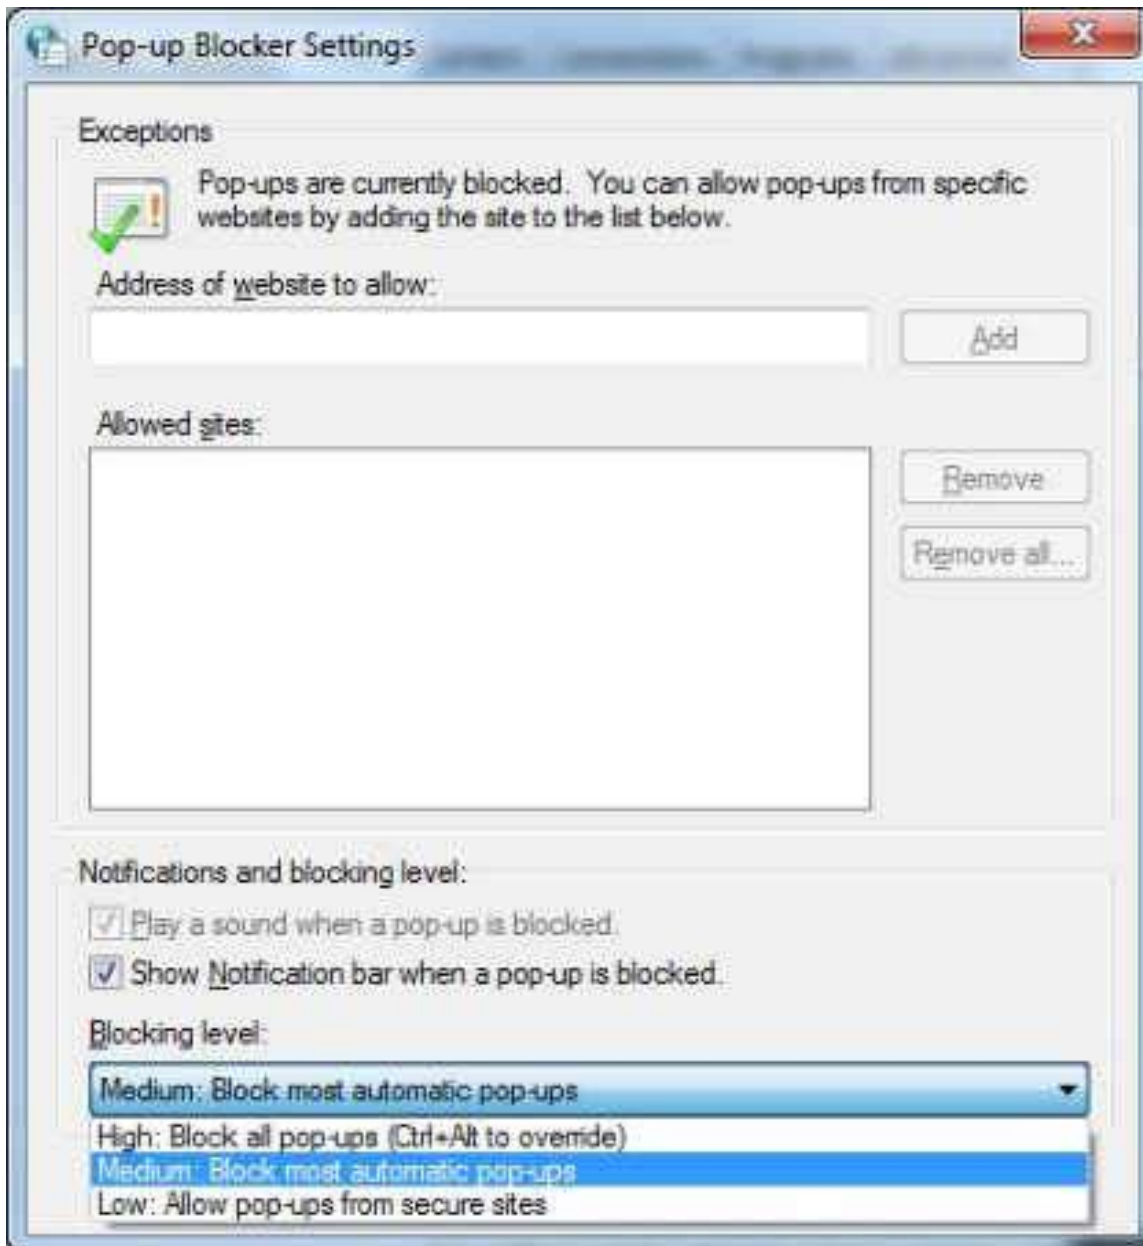 Pop-up Blocker Settings
Exceptions
Pop-ups are currently blocked. You can allow pop-ups from specific
websites by adding the site to the list below.
Address of website to allow:
Add
Allowed sites:
Remove
Remove all...
Notifications and blocking level:
Play a sound when a pop-up is blocked.
Show Notification bar when a pop-up is blocked.
Blocking level:
Medium: Block most automatic pop-ups
High: Block all pop-ups (Ctrl+Alt to override)
Medium: Block most automatic pop-ups
Low: Allow pop-ups from secure sites